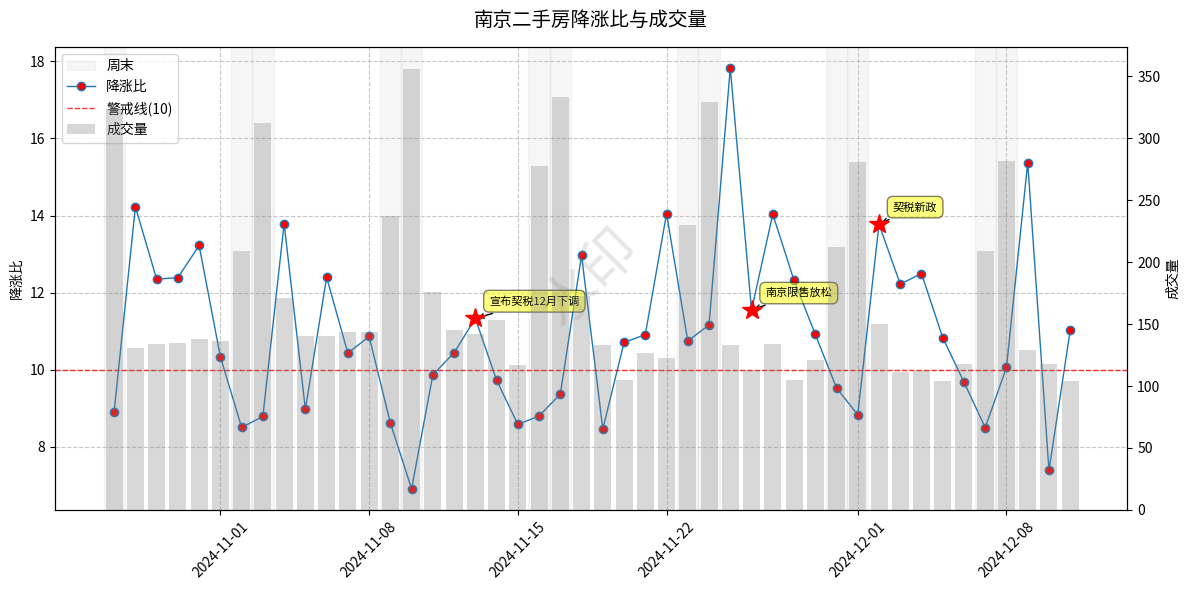 南京二手房降涨比与成交量
周末
降涨比
警戒线(10)
成交量
降涨比
18
16
14
12
10
8
成交量
350
300
250
200
150
100
50
0
宣布契税12月下调
南京限售放松
契税新政
水印
2024-11-01
2024-11-08
2024-11-15
2024-11-22
2024-12-01
2024-12-08